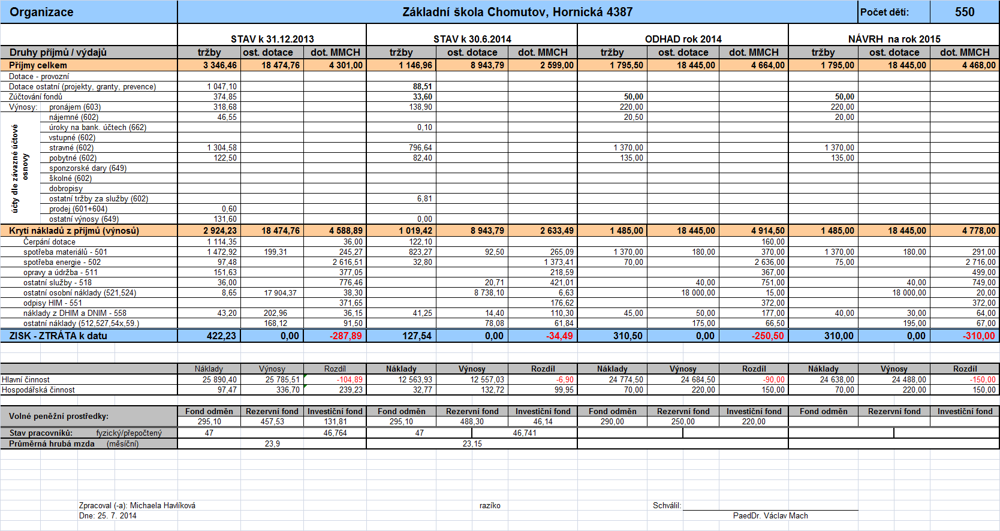 Organizace Základní škola Chomutov, Hornická 4387 Počet dětí: 550
STAV k 31.12.2013 STAV k 30.6.2014 ODHAD rok 2014 NÁVRH na rok 2015
Druhy příjmů / výdajů tržby ost. dotace dot. MMCH tržby ost. dotace dot. MMCH tržby ost. dotace dot. MMCH tržby ost. dotace dot. MMCH
Příjmy celkem 3 346,46 18 474,76 4 301,00 1 146,96 8 943,79 2 599,00 1 795,50 18 445,00 4 664,00 1 795,00 18 445,00 4 468,00
Dotace - provozní
Dotace ostatní (projekty, granty, prevence) 1 047,10 88,51
Zúčtování fondů 374,85 33,60 50,00 50,00
Výnosy: pronájem (603) 318,68 138,90 220,00 220,00
účty dle závazné účtové osnovy
nájemné (602) 46,55 20,50 20,00
úroky na bank. účtech (662) 0,10
vstupné (602)
stravné (602) 1 304,58 796,64 1 370,00 1 370,00
pobytné (602) 122,50 82,40 135,00 135,00
sponzorské dary (649)
školné (602)
dobropisy
ostatní tržby za služby (602) 6,81
prodej (601+604) 0,60
ostatní výnosy (649) 131,60 0,00
Krytí nákladů z příjmů (výnosů) 2 924,23 18 474,76 4 588,89 1 019,42 8 943,79 2 633,49 1 485,00 18 445,00 4 914,50 1 485,00 18 445,00 4 778,00
Čerpání dotace 1 114,35 36,00 122,10 160,00
spotřeba materiálů - 501 1 472,92 199,31 245,27 823,27 92,50 265,09 1 370,00 180,00 370,00 1 370,00 180,00 291,00
spotřeba energie - 502 97,48 2 616,51 32,80 1 373,41 70,00 2 636,00 75,00 2 716,00
opravy a údržba - 511 151,63 377,05 218,59 367,00 499,00
ostatní služby - 518 36,00 776,46 20,71 421,01 40,00 751,00 40,00 749,00
ostatní osobní náklady (521,524) 8,65 17 904,37 38,30 8 738,10 6,63 18 000,00 15,00 18 000,00 20,00
odpisy HIM - 551 371,65 176,62 372,00 372,00
náklady z DHIM a DNIM - 558 43,20 202,96 36,15 41,25 14,40 110,30 45,00 50,00 177,00 40,00 30,00 64,00
ostatní náklady (512,527,54x,59.) 168,12 91,50 78,08 61,84 175,00 66,50 195,00 67,00
ZISK - ZTRÁTA k datu 422,23 0,00 -287,89 127,54 0,00 -34,49 310,50 0,00 -250,50 310,00 0,00 -310,00
Náklady Výnosy Rozdíl Náklady Výnosy Rozdíl Náklady Výnosy Rozdíl Náklady Výnosy Rozdíl
Hlavní činnost 25 890,40 25 785,51 -104,89 12 563,93 12 557,03 -6,90 24 774,50 24 684,50 -90,00 24 638,00 24 488,00 -150,00
Hospodářská činnost 97,47 336,70 239,23 32,77 132,72 99,95 70,00 220,00 150,00 70,00 220,00 150,00
Volné peněžní prostředky: Fond odměn Rezervní fond Investiční fond Fond odměn Rezervní fond Investiční fond Fond odměn Rezervní fond Investiční fond Fond odměn Rezervní fond Investiční fond
295,10 457,53 131,81 295,10 488,30 46,14 290,00 250,00 220,00
Stav pracovníků: fyzický/přepočtený 47 46,764 47 46,741
Průměrná hrubá mzda (měsíční) 23,9 23,15
Zpracoval (-a): Michaela Havlíková razíko Schválil:
Dne: 25. 7. 2014 PaedDr. Václav Mach